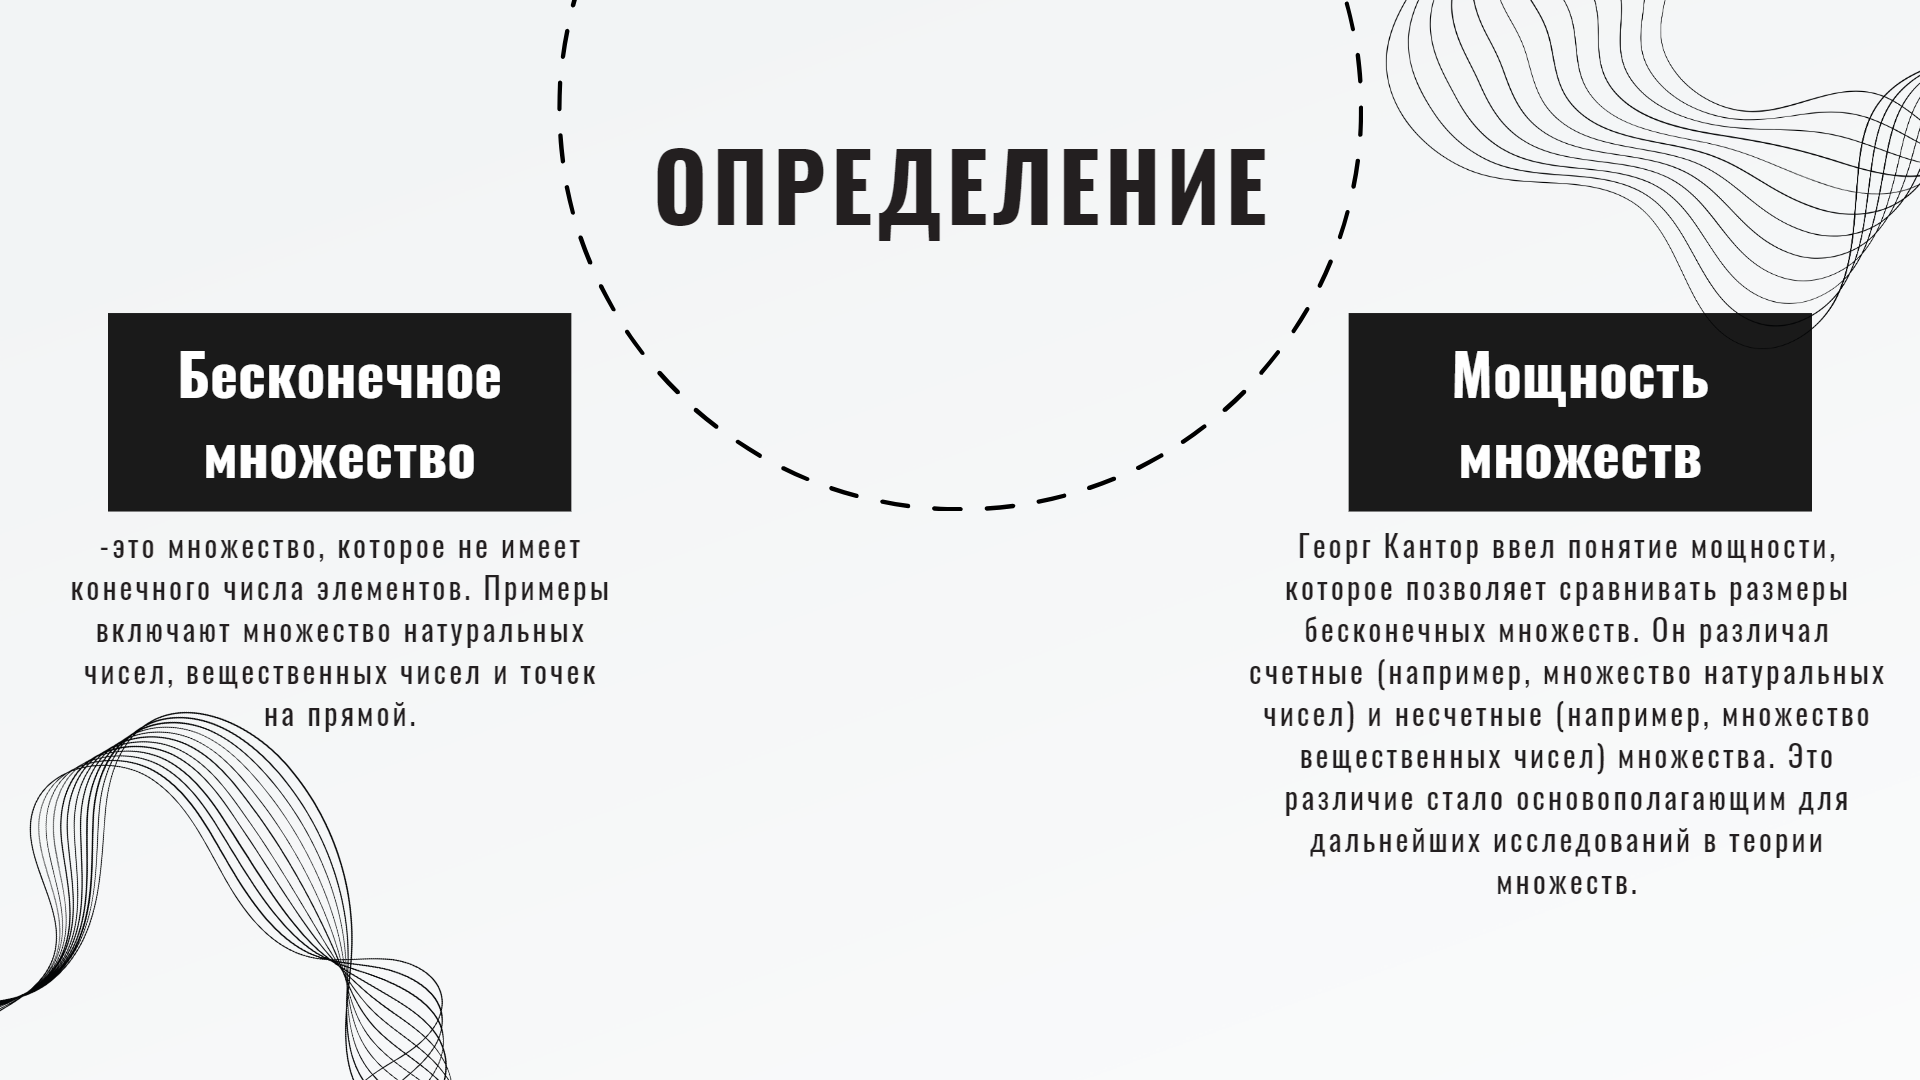 ОПРЕДЕЛЕНИЕ
Бесконечное
множество
-это множество, которое не имеет
конечного числа элементов. Примеры
включают множество натуральных
чисел, вещественных чисел и точек
на прямой.
Мощность
множеств
Георг Кантор ввел понятие мощности,
которое позволяет сравнивать размеры
бесконечных множеств. Он различал
счетные (например, множество натуральных
чисел) и несчетные (например, множество
вещественных чисел) множества. Это
различие стало основополагающим для
дальнейших исследований в теории
множеств.